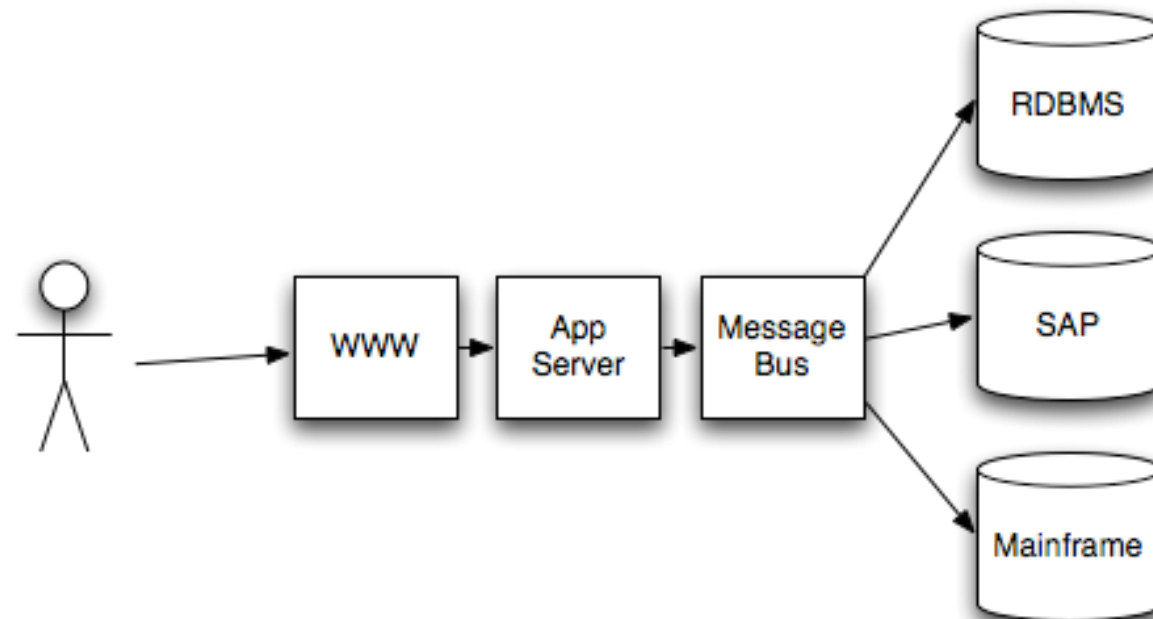 RDBMS
WWW
App
Server
Message
Bus
SAP
Mainframe